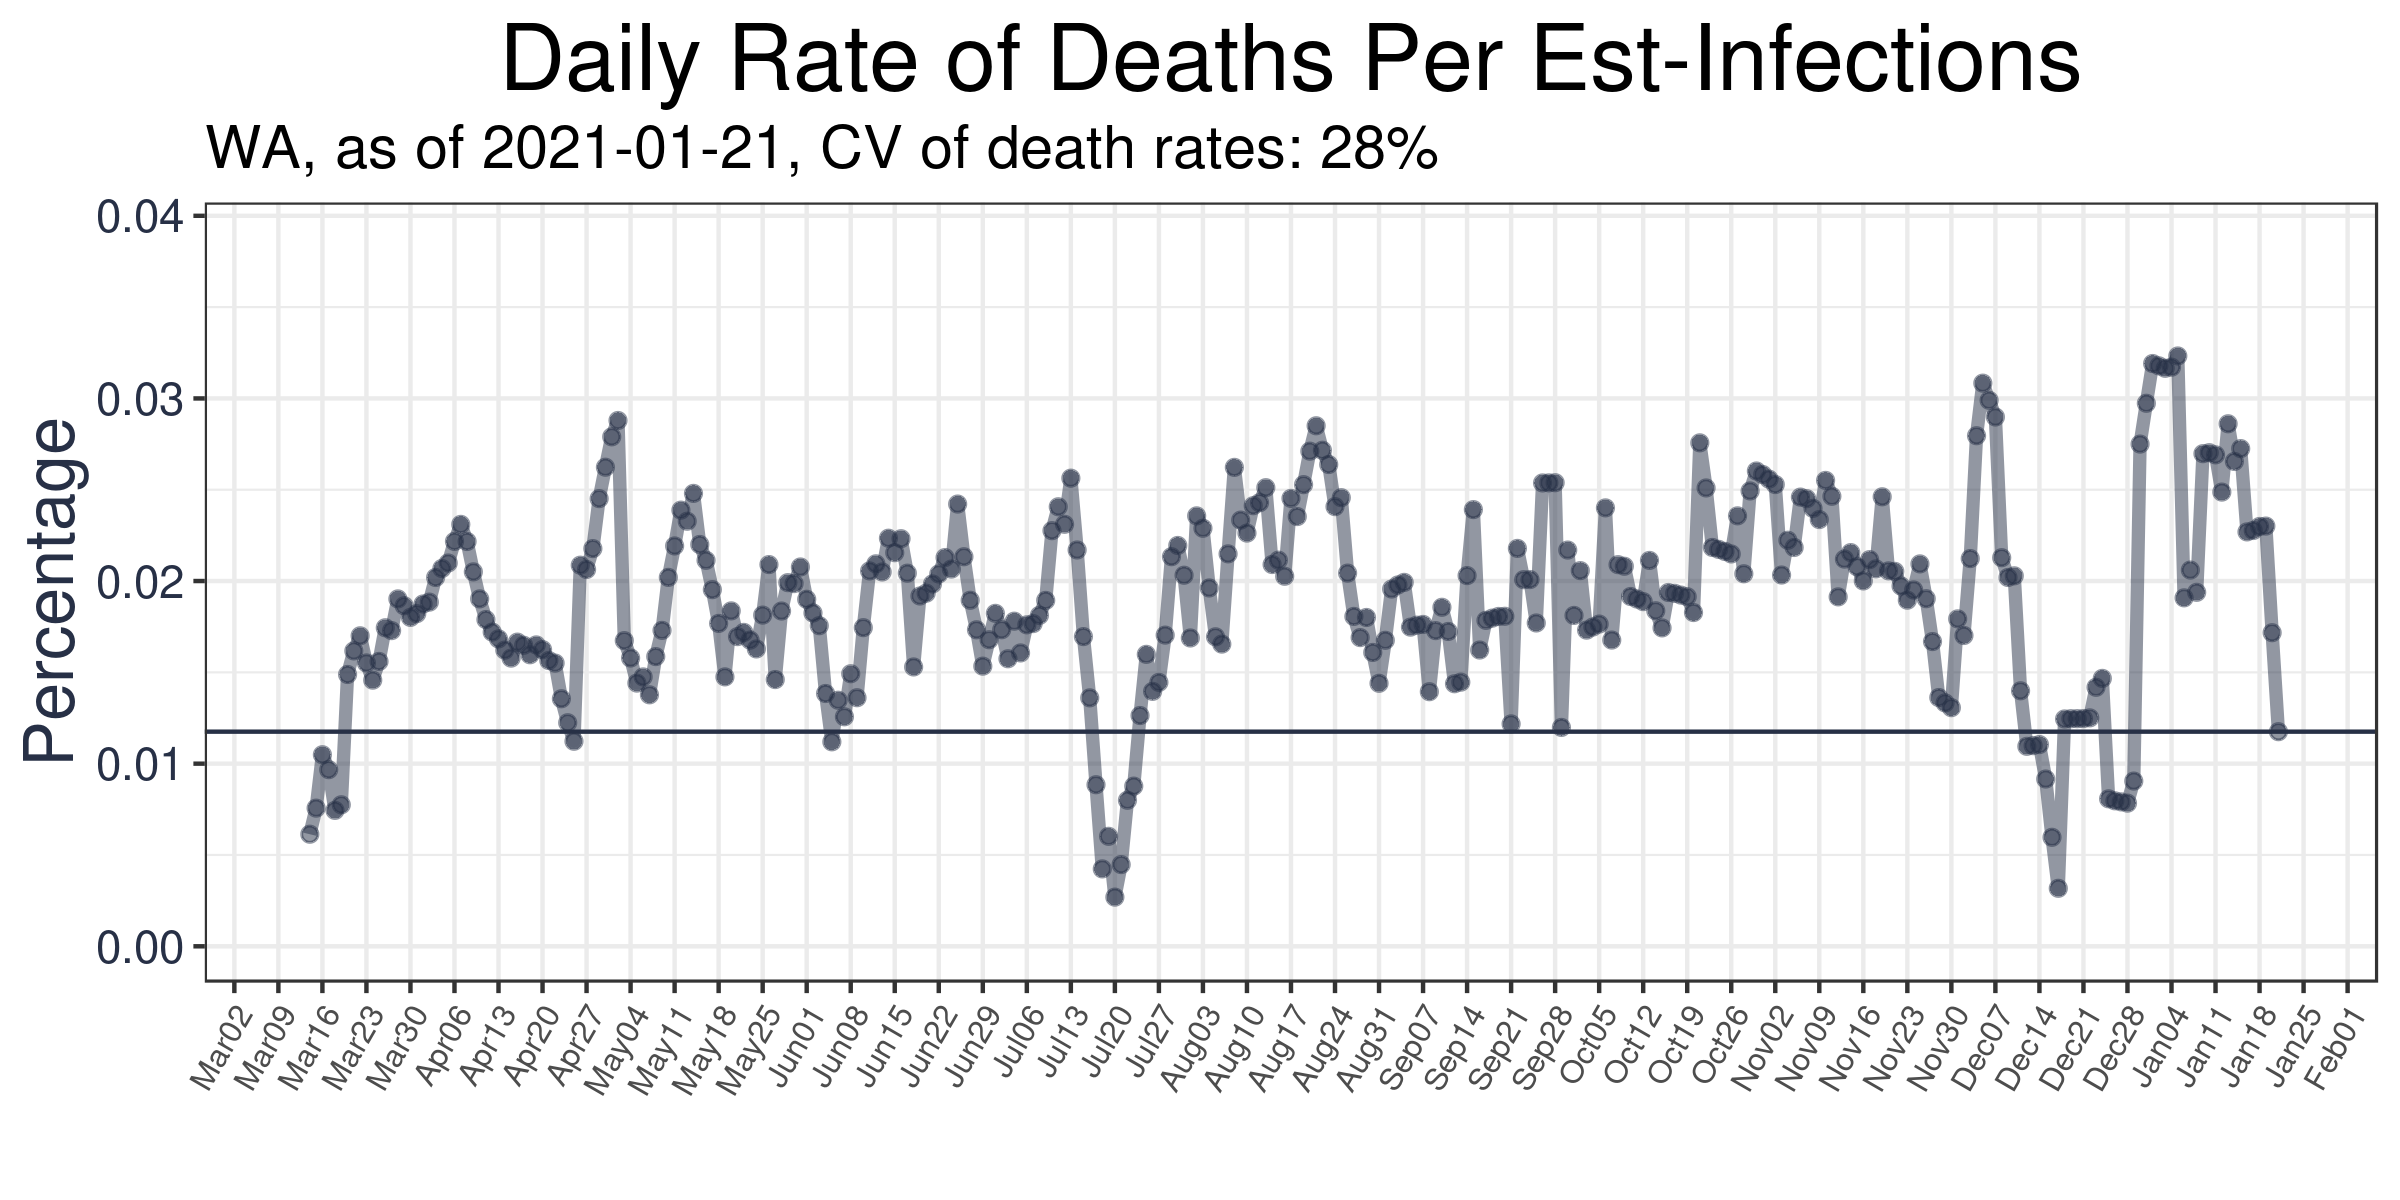 Daily Rate of Deaths Per Est-Infections
WA, as of 2021-01-21, CV of death rates: 28%
Percentage
0.04
0.03
0.02
0.01
0.00
Mar02
Mar09
Mar16
Mar23
Mar30
Apr06
Apr13
Apr20
Apr27
May04
May11
May18
May25
Jun01
Jun08
Jun15
Jun22
Jun29
Jul06
Jul13
Jul20
Jul27
Aug03
Aug10
Aug17
Aug24
Aug31
Sep07
Sep14
Sep21
Sep28
Oct05
Oct12
Oct19
Oct26
Nov02
Nov09
Nov16
Nov23
Nov30
Dec07
Dec14
Dec21
Dec28
Jan04
Jan11
Jan18
Jan25
Feb01